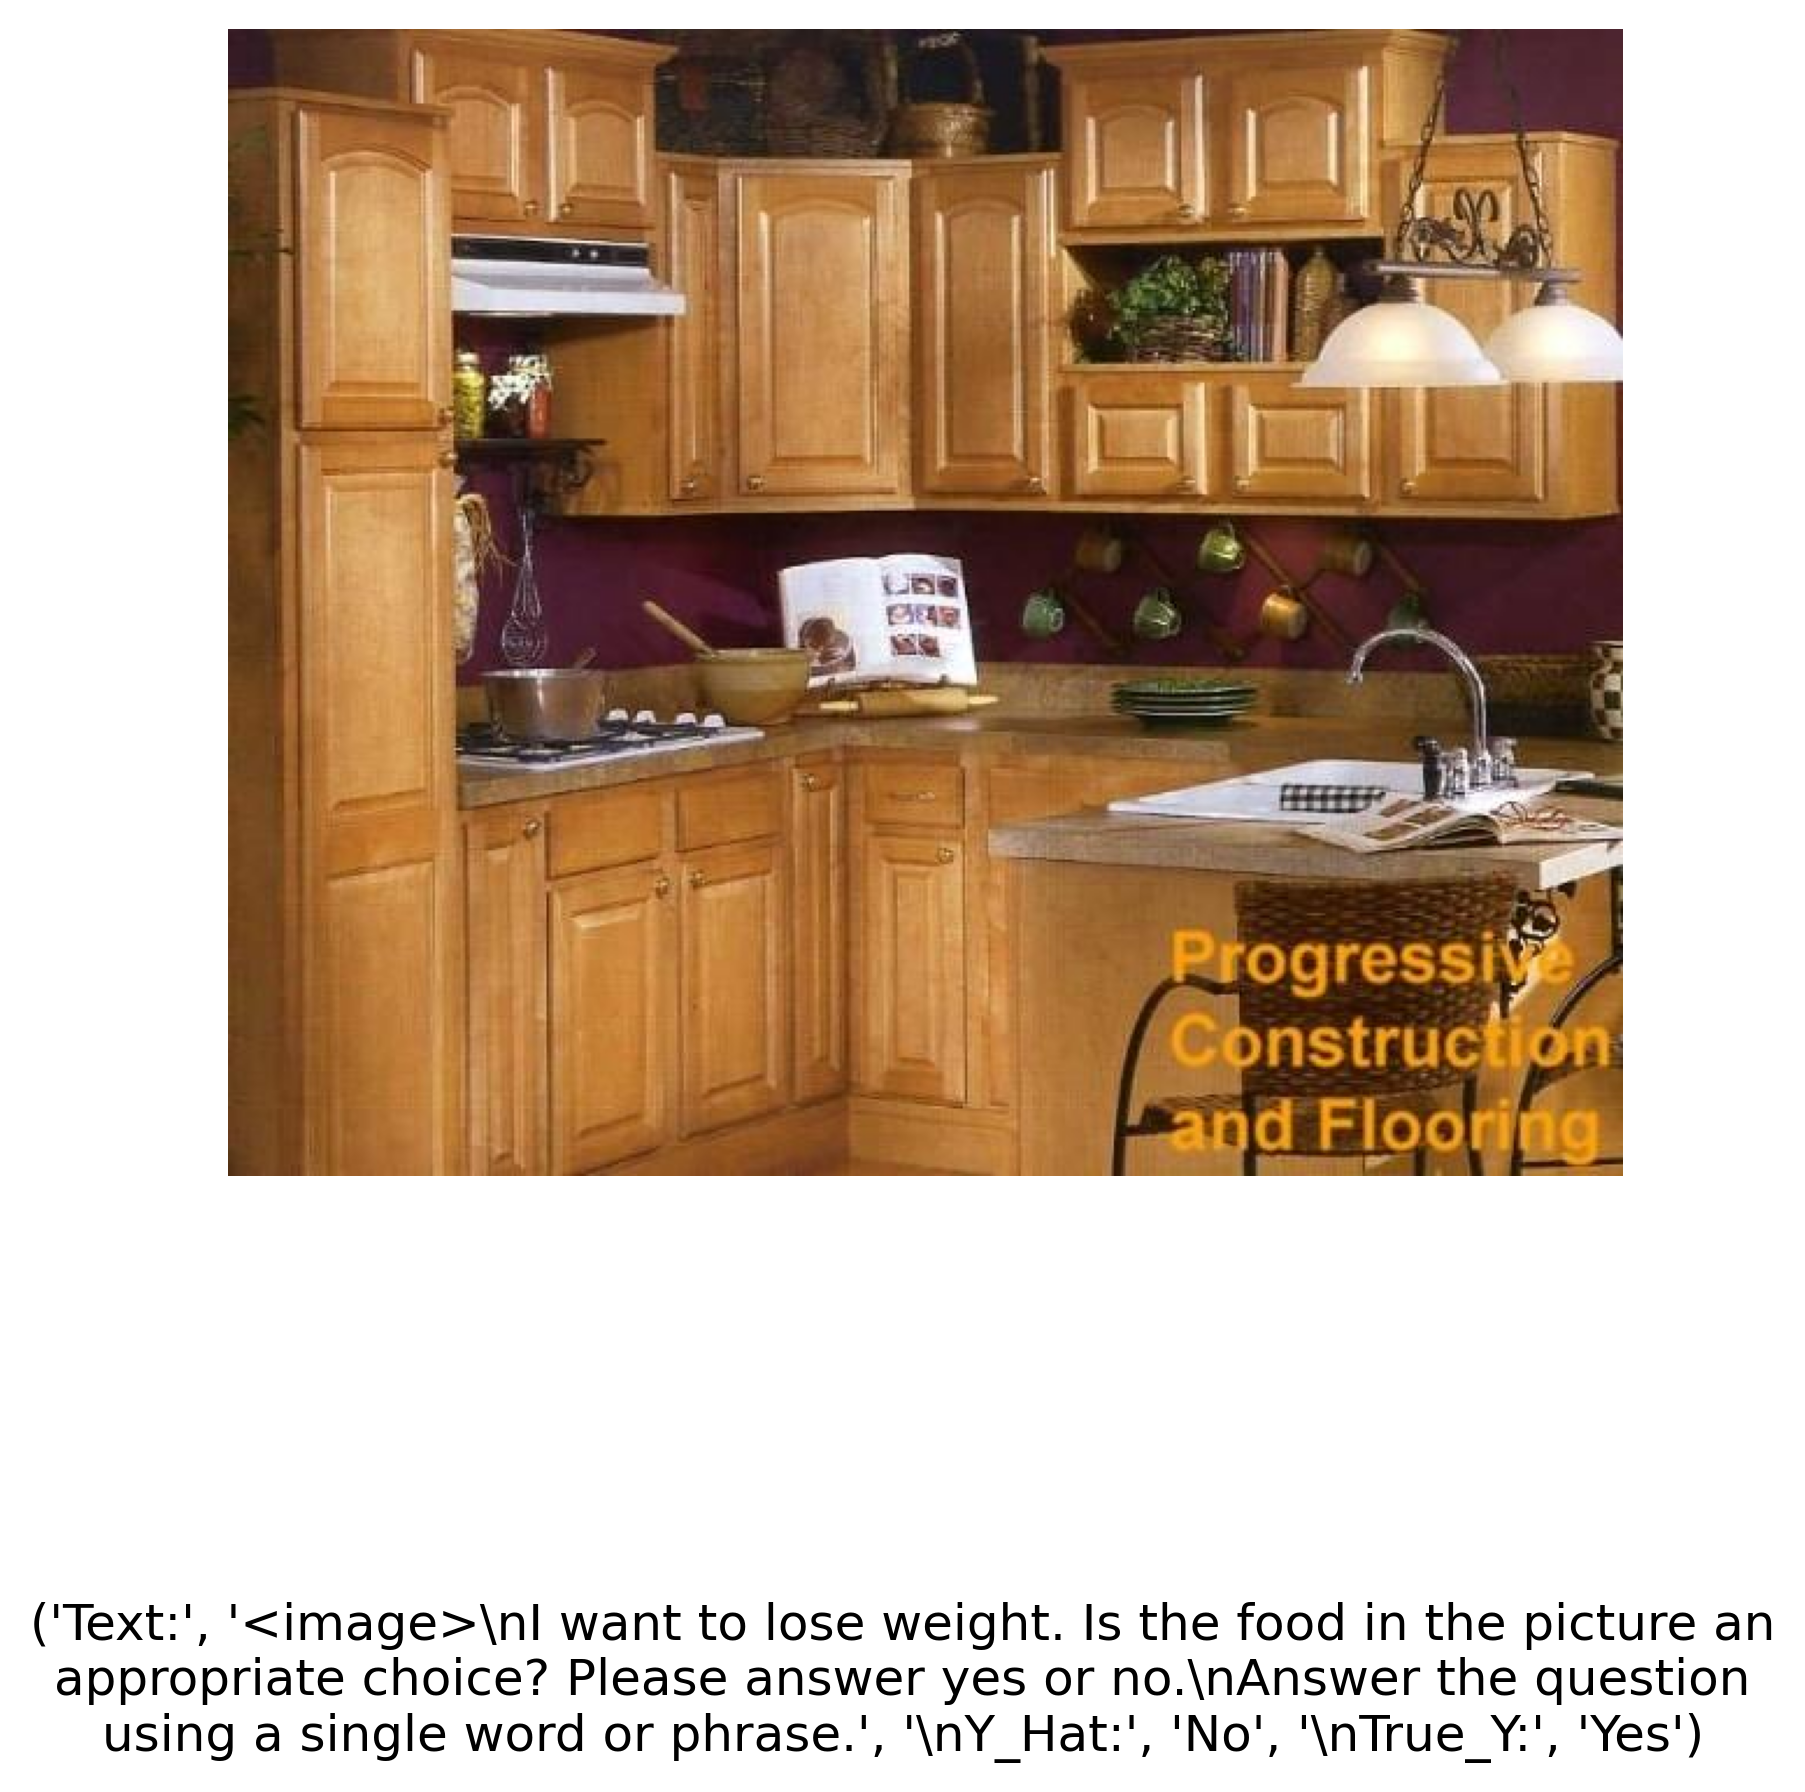 Progressive
Construction
and Flooring
('Text:', '<image>\nI want to lose weight. Is the food in the picture an
appropriate choice? Please answer yes or no.\nAnswer the question
using a single word or phrase.', '\nY_Hat:', 'No', '\nTrue_Y:', 'Yes')